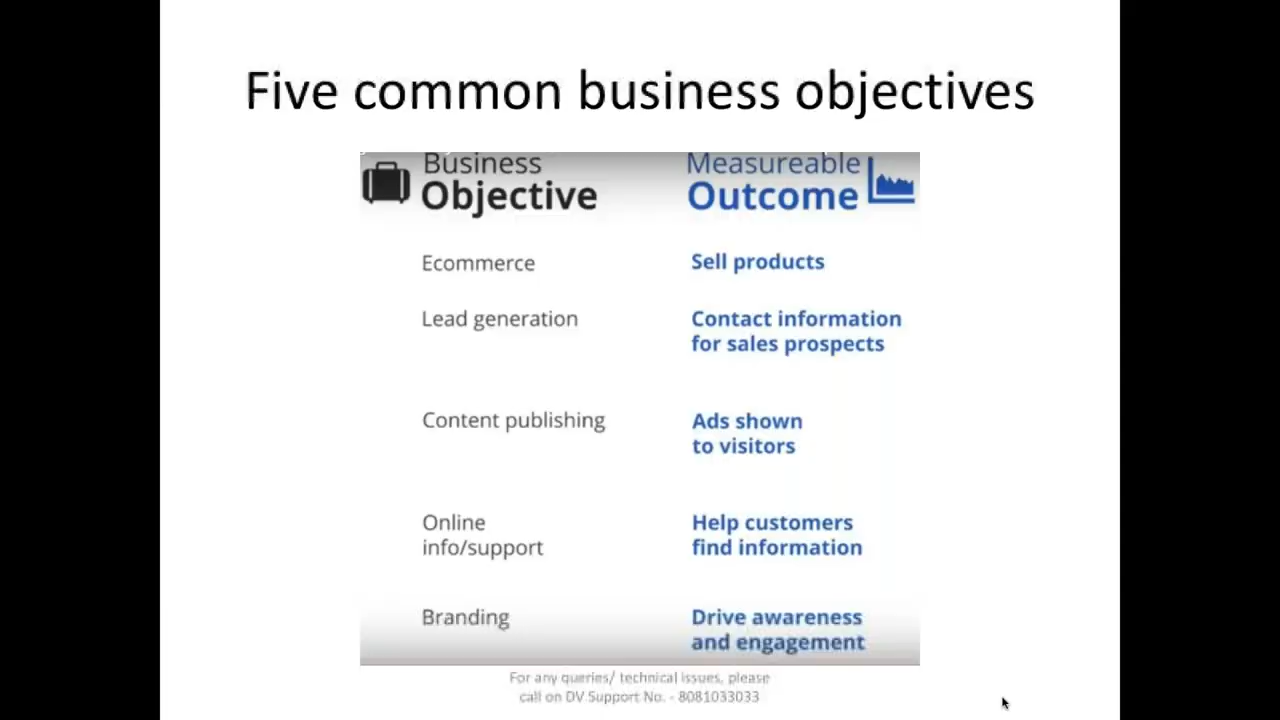 Five common business objectives
Business
Objective
Measureable
Outcome
Ecommerce
Sell products
Lead generation
Contact information
for sales prospects
Content publishing
Ads shown
to visitors
Online
info/support
Help customers
find information
Branding
Drive awareness
and engagement
For any queries/ technical issues, please
call on DV Support No. - 8081033033